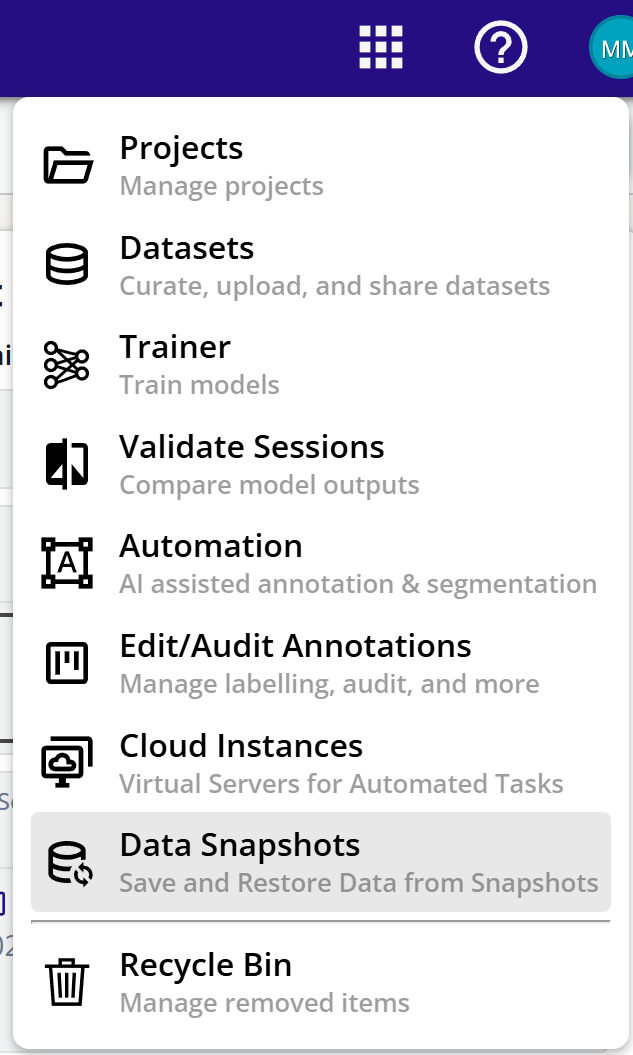 MM
Projects
Manage projects
Datasets
Curate, upload, and share datasets
Trainer
Train models
Validate Sessions
Compare model outputs
A
Automation
AI assisted annotation & segmentation
Edit/Audit Annotations
Manage labelling, audit, and more
Cloud Instances
Virtual Servers for Automated Tasks
Data Snapshots
Save and Restore Data from Snapshots
Recycle Bin
Manage removed items